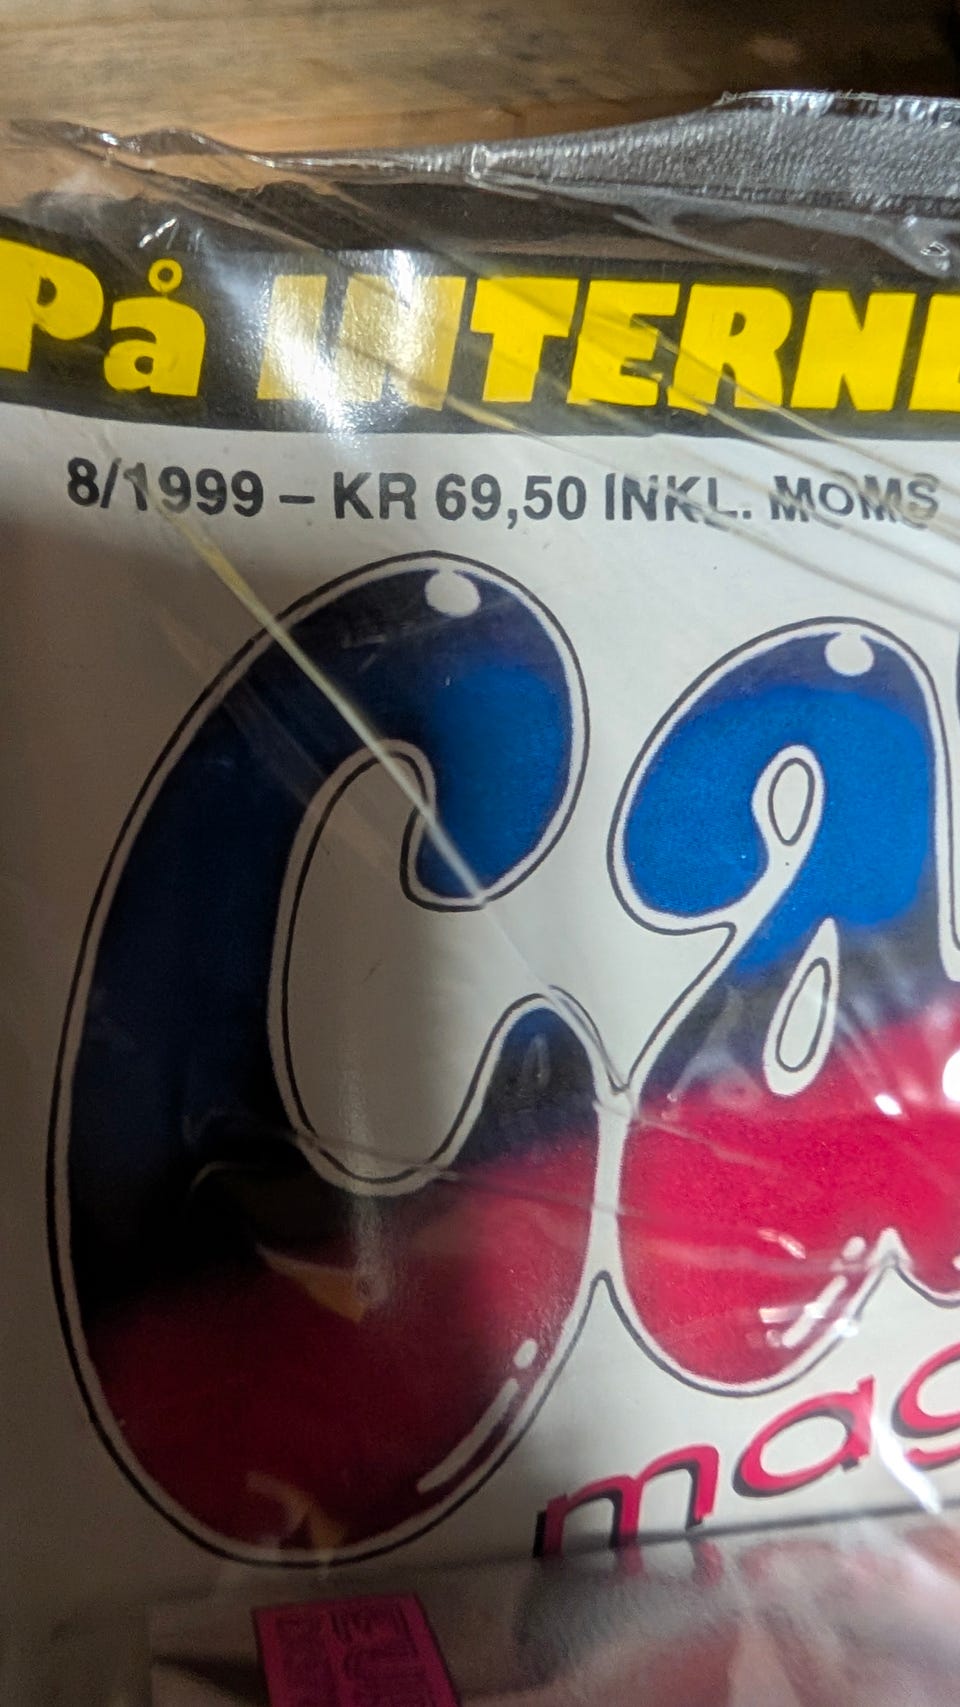 På INTERNE
8/1999 – KR 69,50 INKL. MOMS
Ca
mag